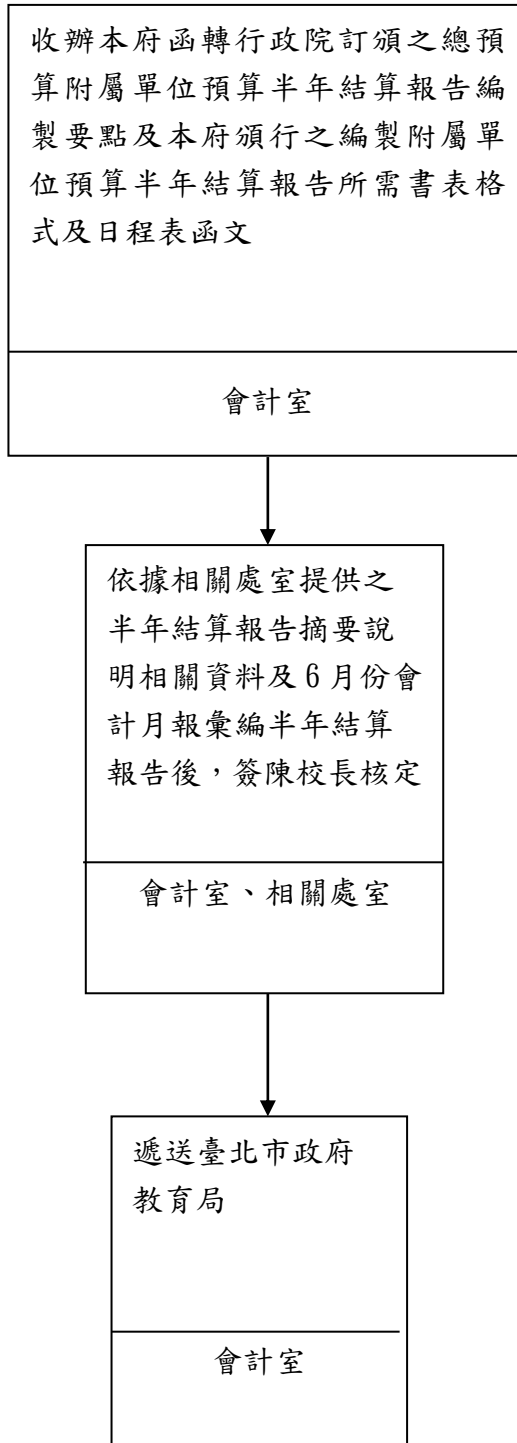 收辦本府函轉行政院訂頒之總預
算附屬單位預算半年結算報告編
製要點及本府頒行之編製附屬單
位預算半年結算報告所需書表格
式及日程表函文
會計室
依據相關處室提供之
半年結算報告摘要說
明相關資料及6月份會
計月報彙編半年結算
報告後，簽陳校長核定
會計室、相關處室
遞送臺北市政府
教育局
會計室